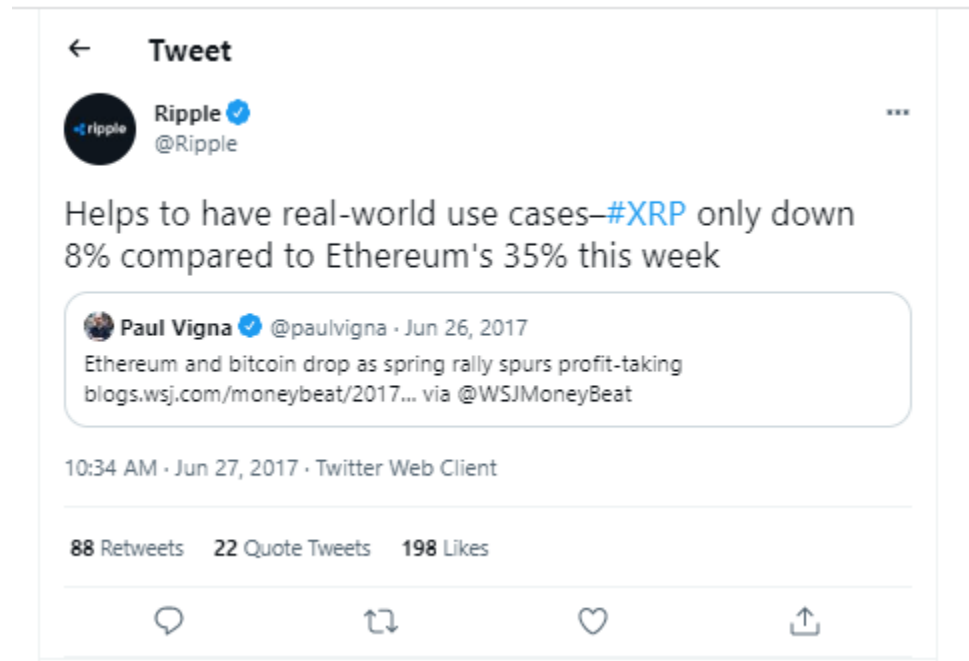 Tweet
ripple
Ripple
@Ripple
Helps to have real-world use cases–#XRP only down
8% compared to Ethereum's 35% this week
Paul Vigna @paulvigna · Jun 26, 2017
Ethereum and bitcoin drop as spring rally spurs profit-taking
blogs.wsj.com/moneybeat/2017... via @WSJMoneyBeat
10:34 AM · Jun 27, 2017 · Twitter Web Client
88 Retweets 22 Quote Tweets 198 Likes